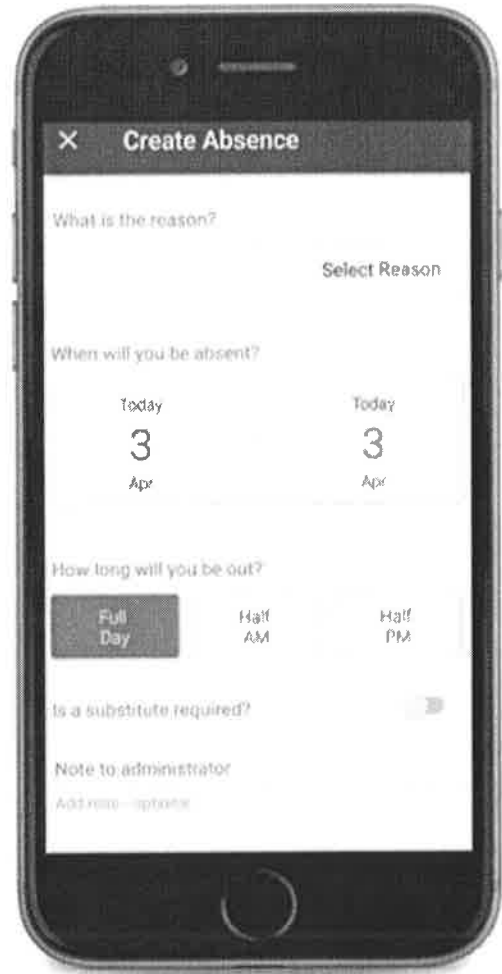 × Create Absence
What is the reason?
Select Reason
When will you be absent?
Today Today
3 3
Apr Apr
How long will you be out?
Full Half Half
Day AM PM
Is a substitute required?
Note to administrator
Add note - optional